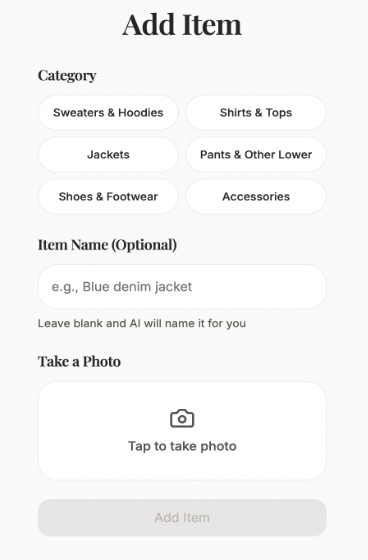 Add Item
Category
Sweaters & Hoodies
Shirts & Tops
Jackets
Pants & Other Lower
Shoes & Footwear
Accessories
Item Name (Optional)
e.g., Blue denim jacket
Leave blank and AI will name it for you
Take a Photo
Tap to take photo
Add Item